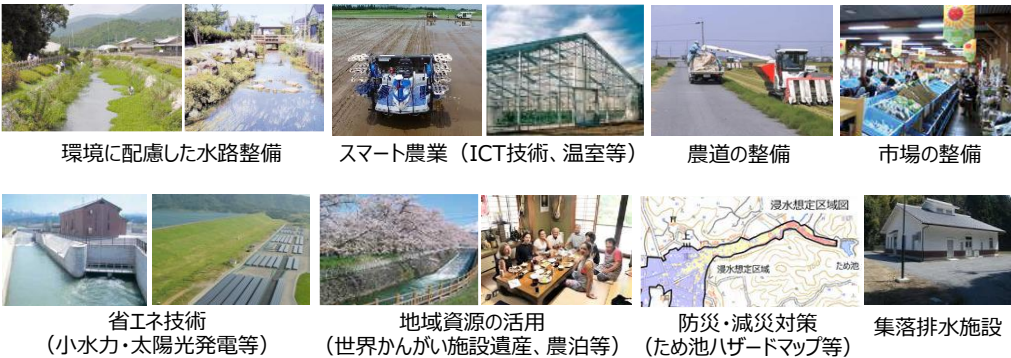 環境に配慮した水路整備
スマート農業（ICT技術、温室等）
農道の整備
市場の整備
浸水想定区域図
浸水想定区域
ため池
省エネ技術
（小水力・太陽光発電等）
地域資源の活用
（世界かんがい施設遺産、農泊等）
防災・減災対策
（ため池ハザードマップ等）
集落排水施設